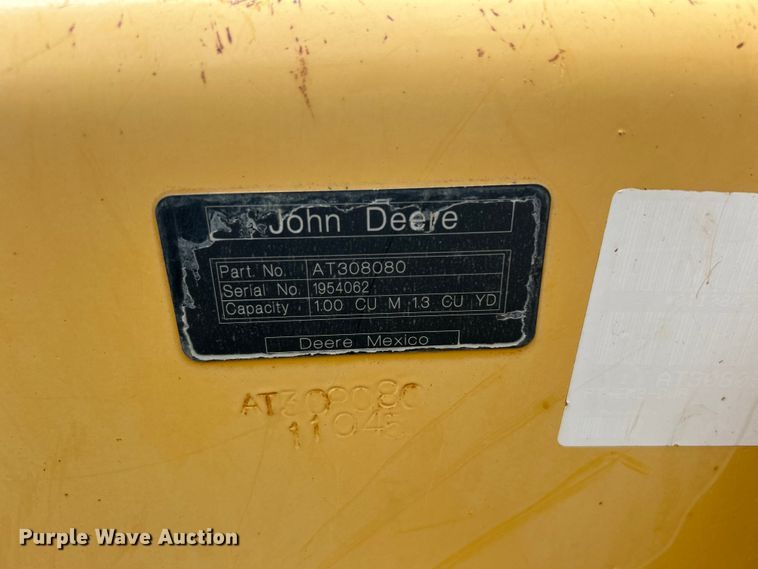 John Deere
Part. No. AT308080
Serial No. 1954062
Capacity 1.00 CU M 1.3 CU YD
Deere Mexico
AT308080
11045
Purple Wave Auction